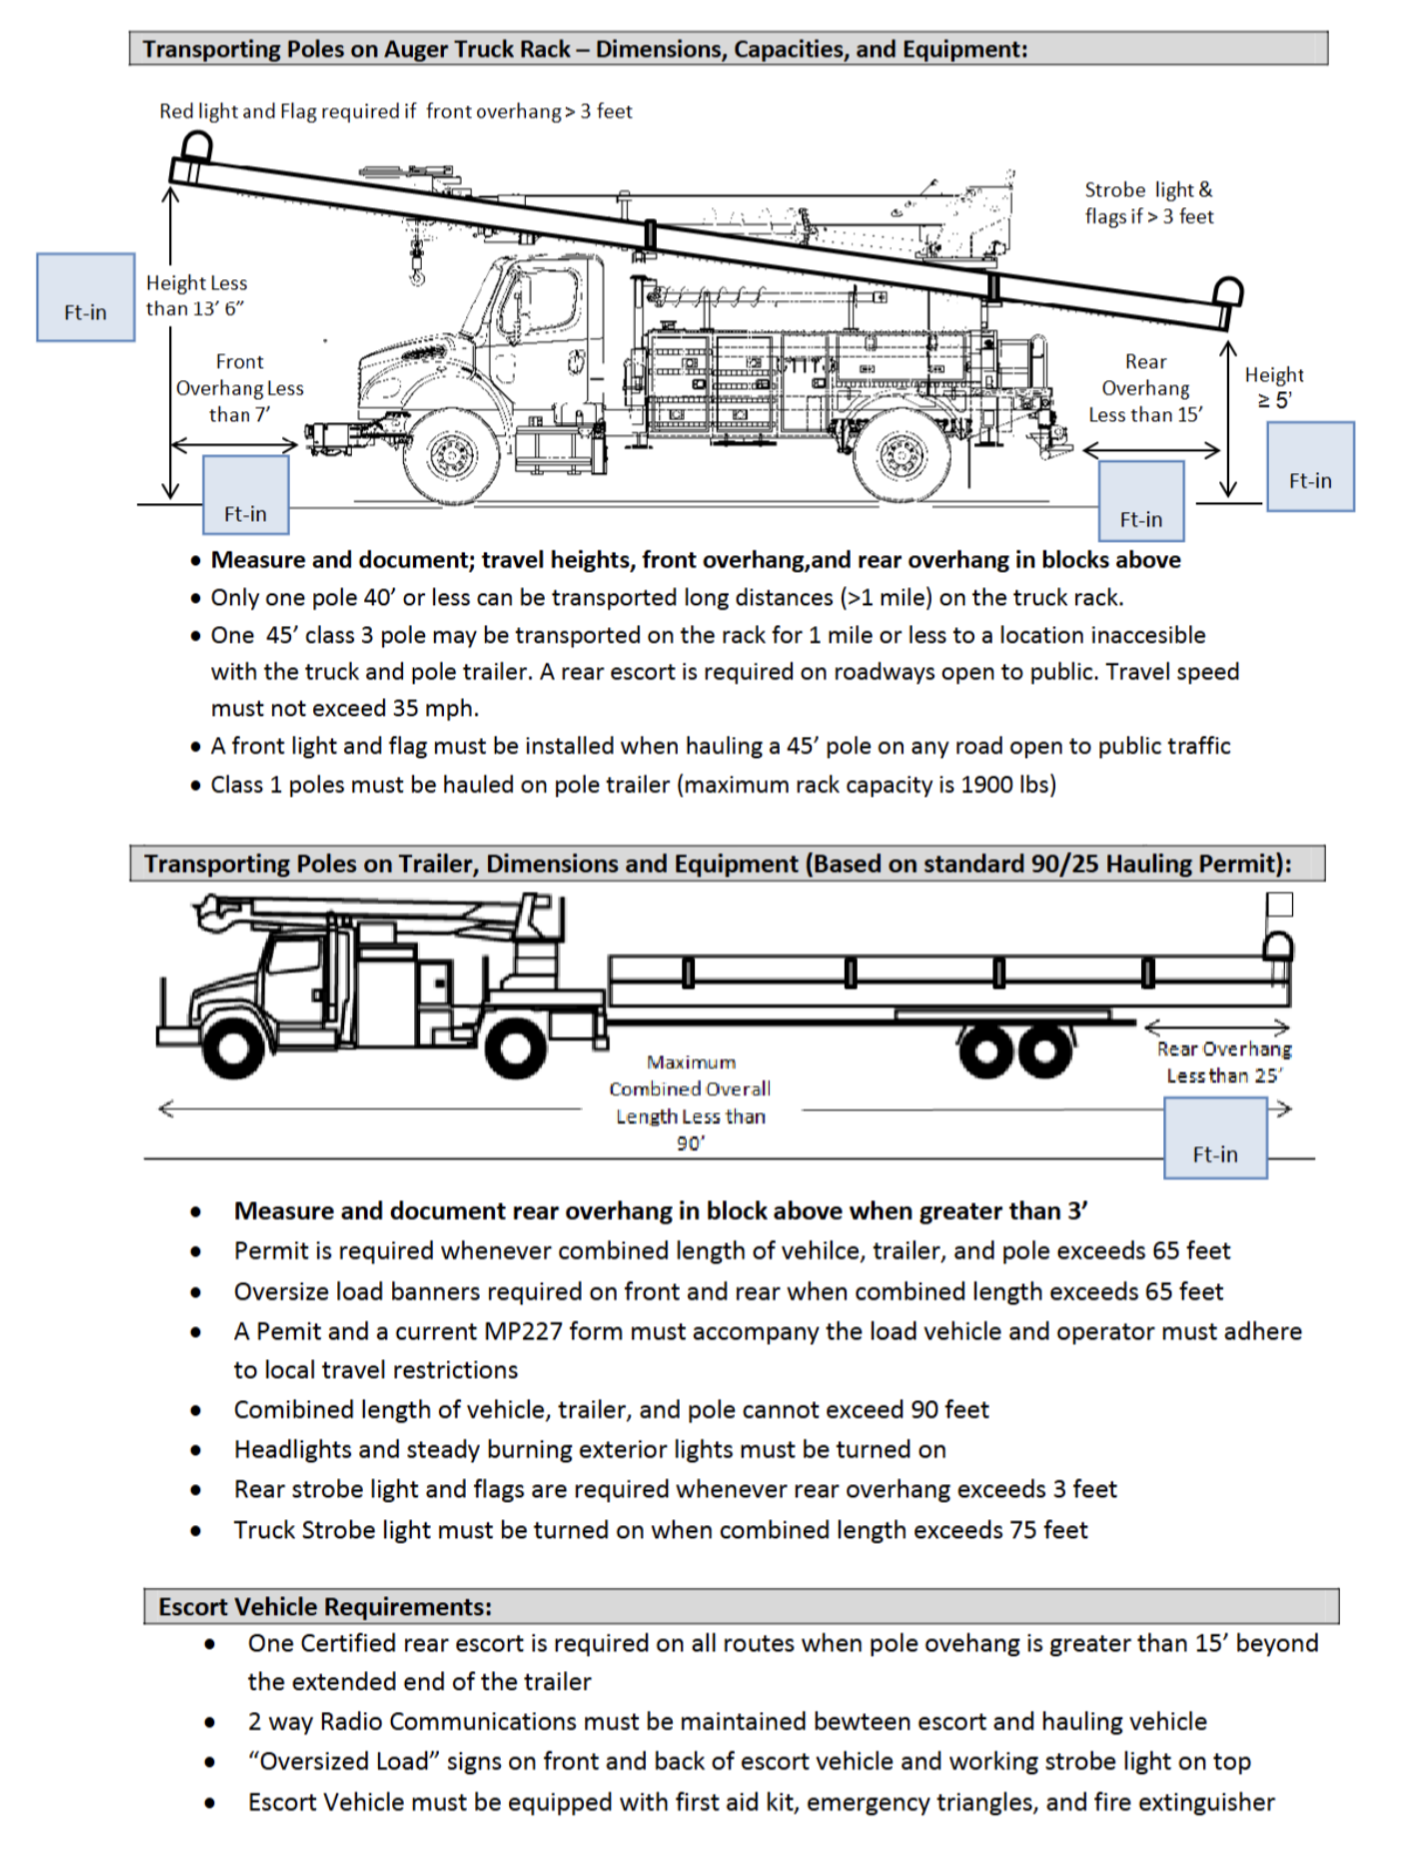 Transporting Poles on Auger Truck Rack – Dimensions, Capacities, and Equipment:
Red light and Flag required if front overhang > 3 feet
Strobe light &
flags if > 3 feet
Height Less
than 13' 6"
Ft-in
Front
Overhang Less
than 7'
Ft-in
Rear
Overhang
Less than 15'
Ft-in
Height
≥ 5'
Ft-in
• Measure and document; travel heights, front overhang,and rear overhang in blocks above
• Only one pole 40' or less can be transported long distances (>1 mile) on the truck rack.
• One 45' class 3 pole may be transported on the rack for 1 mile or less to a location inaccesible
with the truck and pole trailer. A rear escort is required on roadways open to public. Travel speed
must not exceed 35 mph.
• A front light and flag must be installed when hauling a 45' pole on any road open to public traffic
• Class 1 poles must be hauled on pole trailer (maximum rack capacity is 1900 lbs)
Transporting Poles on Trailer, Dimensions and Equipment (Based on standard 90/25 Hauling Permit):
Rear Overhang
Less than 25'
Maximum
Combined Overall
Length Less than
90'
Ft-in
• Measure and document rear overhang in block above when greater than 3'
• Permit is required whenever combined length of vehilce, trailer, and pole exceeds 65 feet
• Oversize load banners required on front and rear when combined length exceeds 65 feet
• A Pemit and a current MP227 form must accompany the load vehicle and operator must adhere
to local travel restrictions
• Comibined length of vehicle, trailer, and pole cannot exceed 90 feet
• Headlights and steady burning exterior lights must be turned on
• Rear strobe light and flags are required whenever rear overhang exceeds 3 feet
• Truck Strobe light must be turned on when combined length exceeds 75 feet
Escort Vehicle Requirements:
• One Certified rear escort is required on all routes when pole ovehang is greater than 15' beyond
the extended end of the trailer
• 2 way Radio Communications must be maintained bewteen escort and hauling vehicle
• "Oversized Load" signs on front and back of escort vehicle and working strobe light on top
• Escort Vehicle must be equipped with first aid kit, emergency triangles, and fire extinguisher